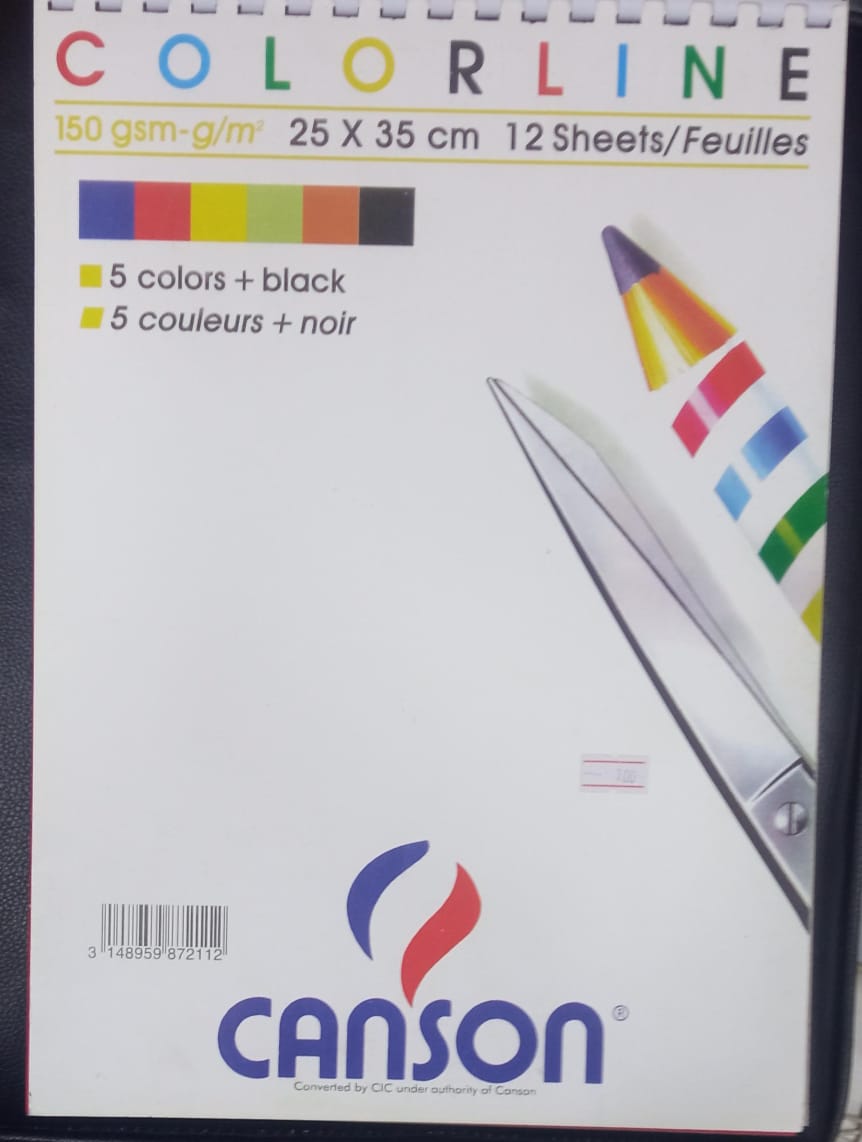 COLORLINE
150 gsm-g/m² 25 X 35 cm 12 Sheets/Feuilles
5 colors + black
5 couleurs + noir
3 148959 872112
CANSON®
Converted by CIC under authority of Canson